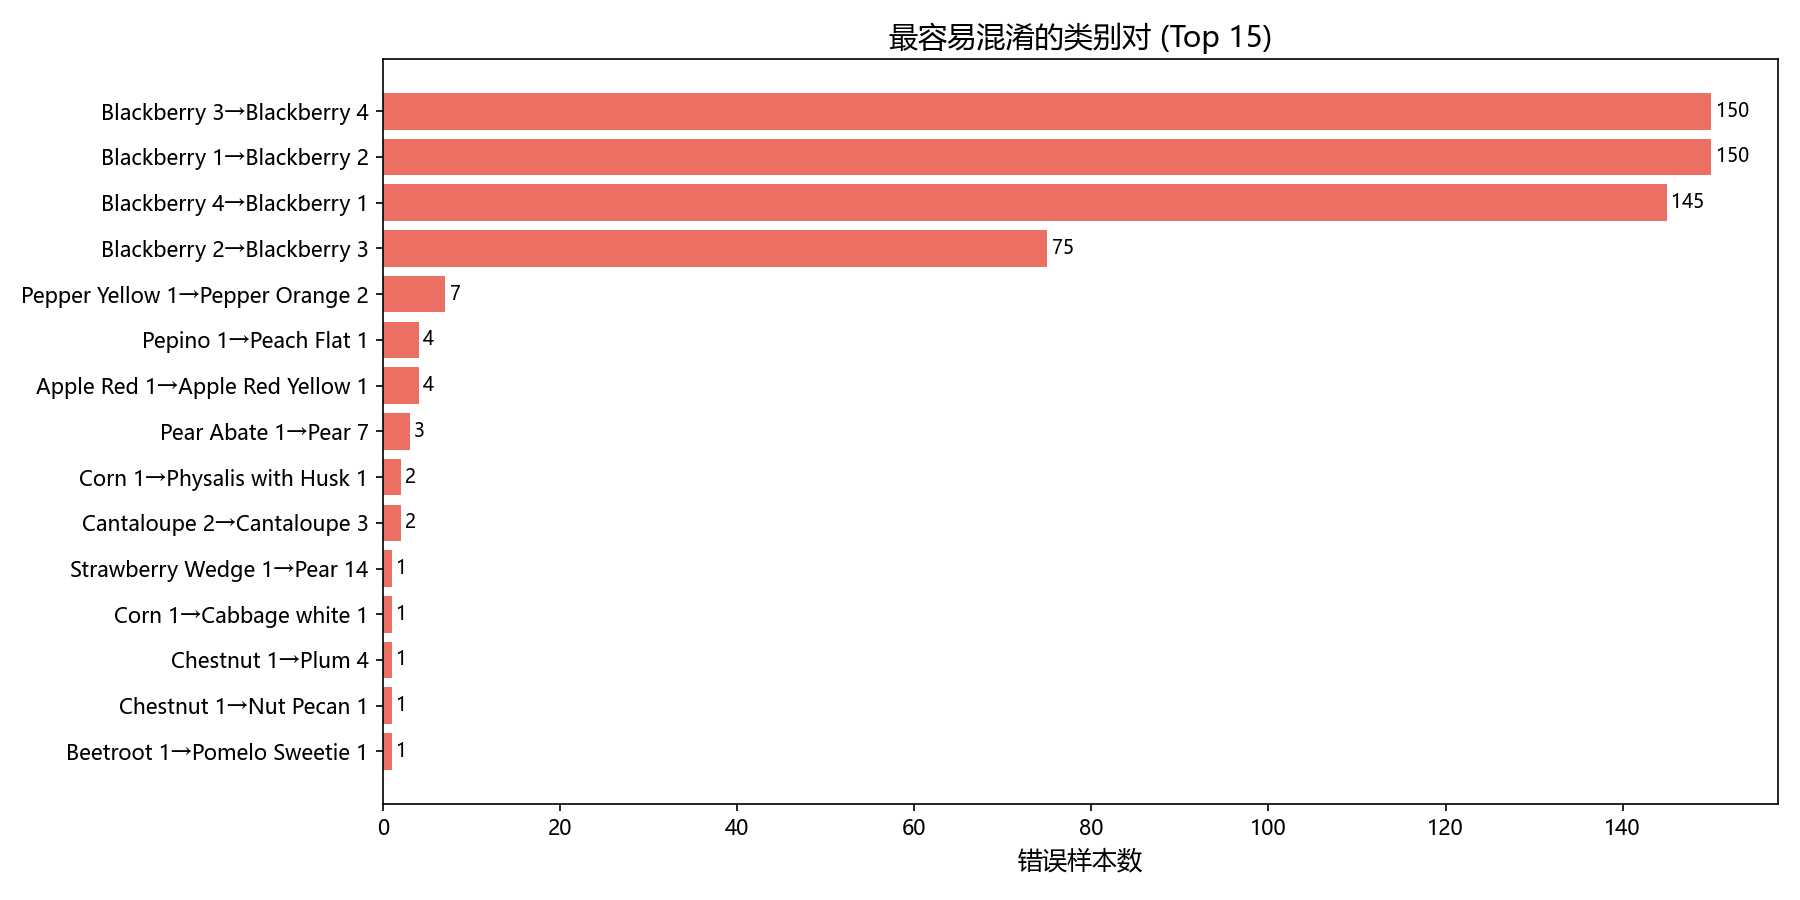 最容易混淆的类别对 (Top 15)
Blackberry 3→Blackberry 4
150
Blackberry 1→Blackberry 2
150
Blackberry 4→Blackberry 1
145
Blackberry 2→Blackberry 3
75
Pepper Yellow 1→Pepper Orange 2
7
Pepino 1→Peach Flat 1
4
Apple Red 1→Apple Red Yellow 1
4
Pear Abate 1→Pear 7
3
Corn 1→Physalis with Husk 1
2
Cantaloupe 2→Cantaloupe 3
2
Strawberry Wedge 1→Pear 14
1
Corn 1→Cabbage white 1
1
Chestnut 1→Plum 4
1
Chestnut 1→Nut Pecan 1
1
Beetroot 1→Pomelo Sweetie 1
1
0 20 40 60 80 100 120 140
错误样本数